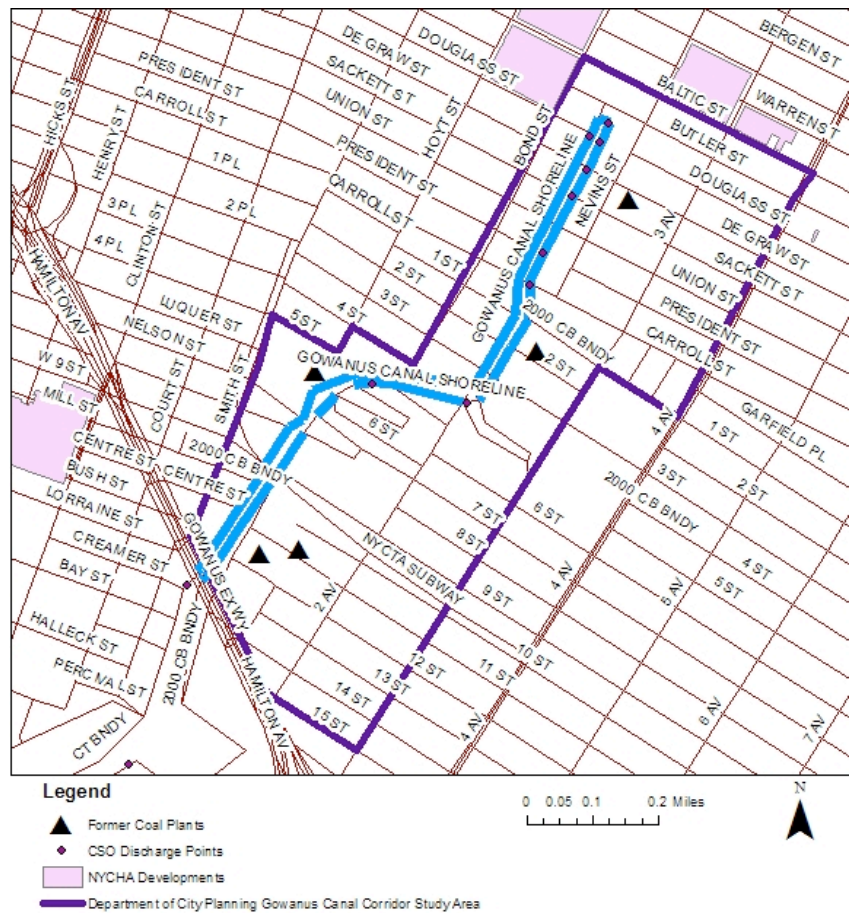 BERGEN ST
DOUGLASS ST
DE GRAW ST
SACKETT ST
UNION ST
PRESIDENT ST
CARROLL ST
HICKS ST
HENRY ST
HOYT ST
BOND ST
BALTIC ST
WARREN ST
BUTLER ST
PRESIDENT ST
CARROLL ST
1 PL
2 PL
3 PL
4 PL
CLINTON ST
GOWANUS CANAL SHORELINE
NEVINS ST
3 AV
DOUGLASS ST
DE GRAW ST
SACKETT ST
UNION ST
PRESIDENT ST
CARROLL ST
1 ST
2 ST
3 ST
4 ST
5 ST
HAMILTON AV
LUQUER ST
NELSON ST
W 9 ST
MILL ST
COURT ST
SMITH ST
GOWANUS CANAL SHORELINE
2000 CB BNDY
2 ST
4 AV
GARFIELD PL
1 ST
2 ST
3 ST
4 ST
5 ST
2000 CB BNDY
6 ST
CENTRE ST
2000 CB BNDY
CENTRE ST
BUSH ST
LORRAINE ST
CREAMER ST
BAY ST
HALLECK ST
PERCIVAL ST
CT BNDY
2000 CB BNDY
GOWANUS EXWY
HAMILTON AV
NYCTA SUBWAY
2 AV
6 ST
7 ST
8 ST
9 ST
10 ST
11 ST
12 ST
13 ST
14 ST
15 ST
4 AV
4 AV
5 AV
6 AV
7 AV
Legend
Former Coal Plants
CSO Discharge Points
NYCHA Developments
Department of City Planning Gowanus Canal Corridor Study Area
0 0.05 0.1 0.2 Miles
N